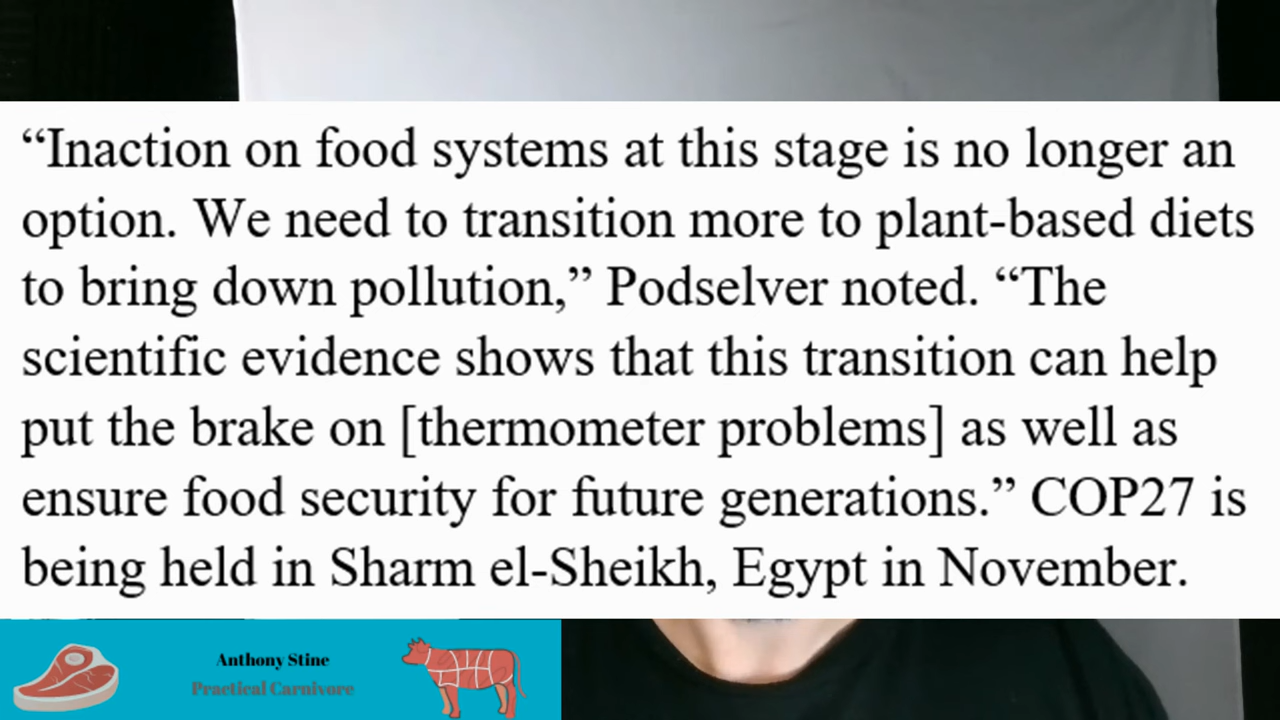 “Inaction on food systems at this stage is no longer an
option. We need to transition more to plant-based diets
to bring down pollution,” Podselver noted. “The
scientific evidence shows that this transition can help
put the brake on [thermometer problems] as well as
ensure food security for future generations.” COP27 is
being held in Sharm el-Sheikh, Egypt in November.
Anthony Stine
Practical Carnivore